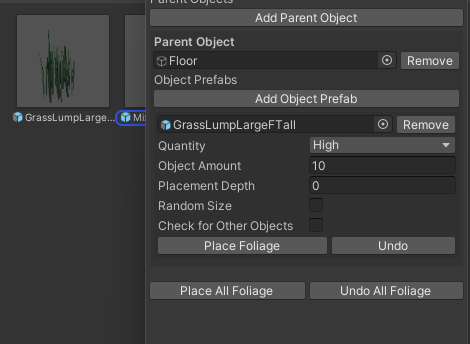 Parent Objects
Add Parent Object
Parent Object
Floor
Remove
Object Prefabs
Add Object Prefab
GrassLumpLarge...
GrassLumpLargeFTall
Remove
Quantity
High
Object Amount
10
Placement Depth
0
Random Size
Check for Other Objects
Place Foliage
Undo
Place All Foliage
Undo All Foliage